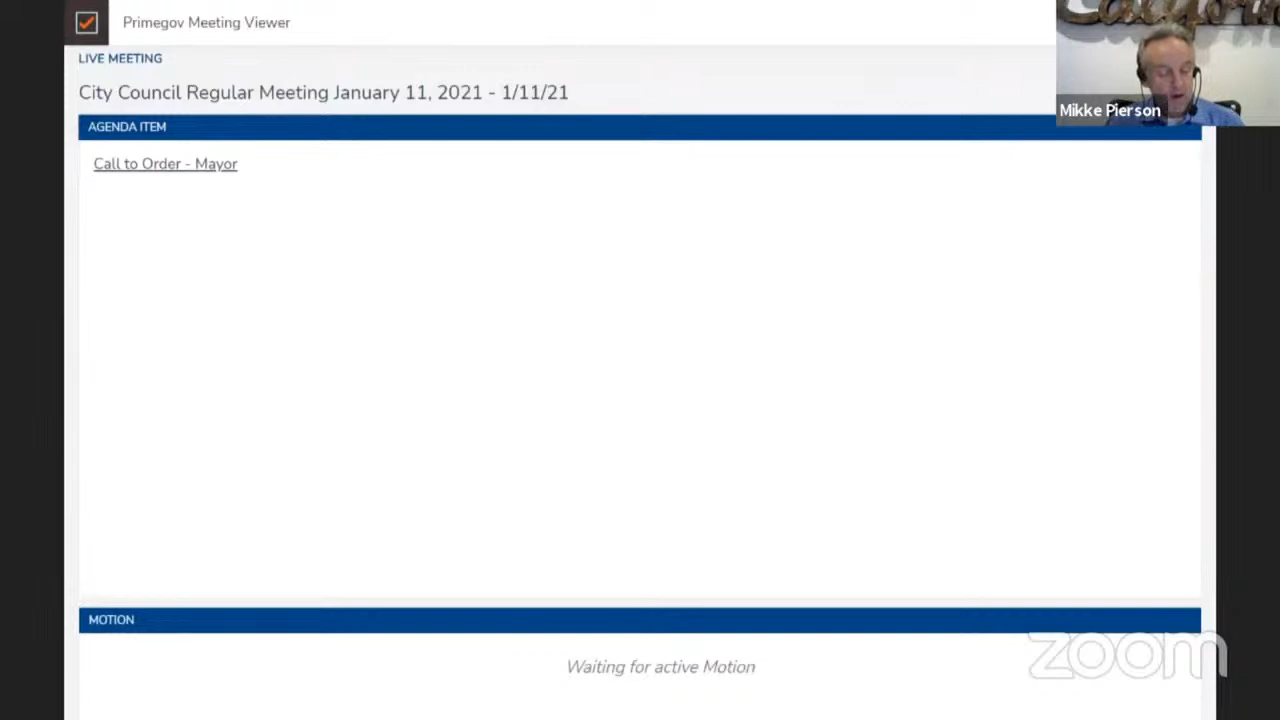 Primegov Meeting Viewer
LIVE MEETING
City Council Regular Meeting January 11, 2021 - 1/11/21
Mikke Pierson
AGENDA ITEM
Call to Order - Mayor
MOTION
Waiting for active Motion
zoom